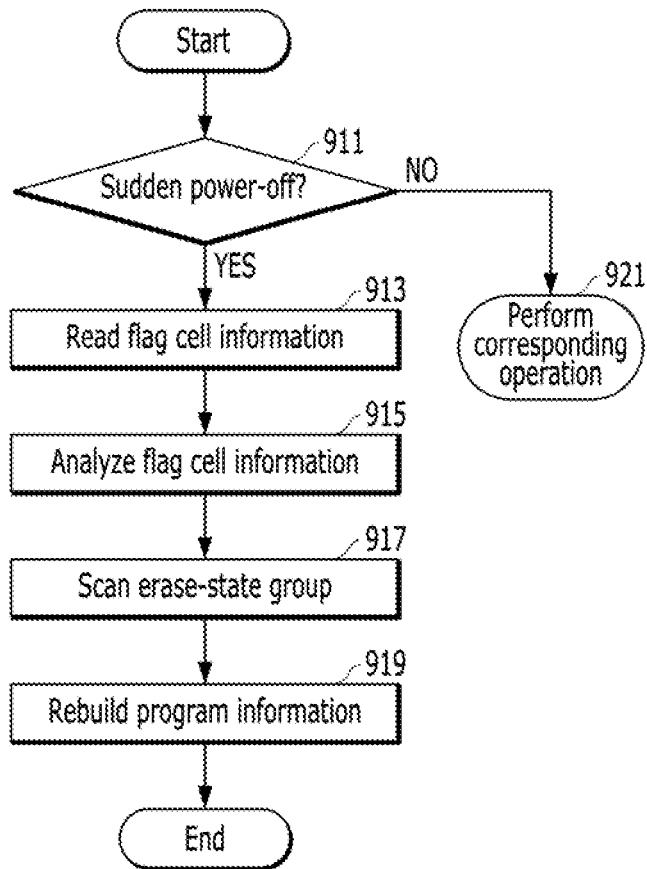 Start
911
Sudden power-off?
NO
YES
913
Read flag cell information
921
Perform
corresponding
operation
915
Analyze flag cell information
917
Scan erase-state group
919
Rebuild program information
End